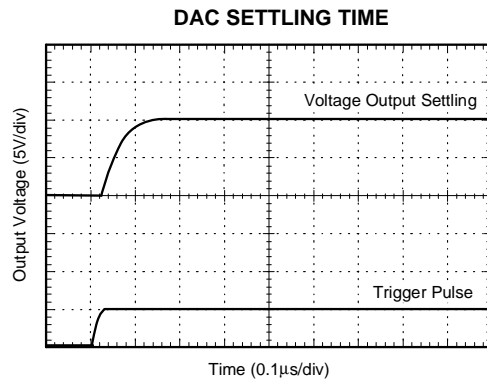 DAC SETTLING TIME
Output Voltage (5V/div)
Voltage Output Settling
Trigger Pulse
Time (0.1µs/div)